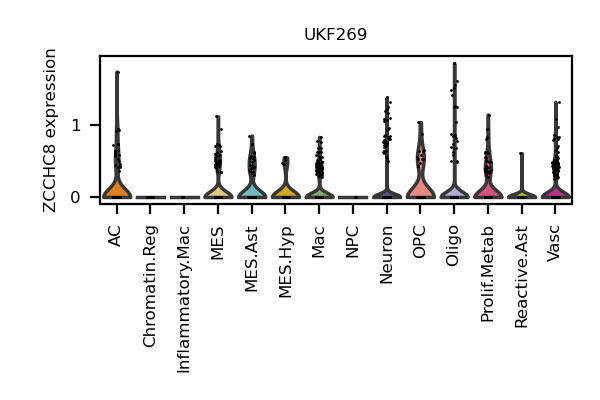 UKF269
ZCCHC8 expression
1
0
AC
Chromatin.Reg
Inflammatory.Mac
MES
MES.Ast
MES.Hyp
Mac
NPC
Neuron
OPC
Oligo
Prolif.Metab
Reactive.Ast
Vasc